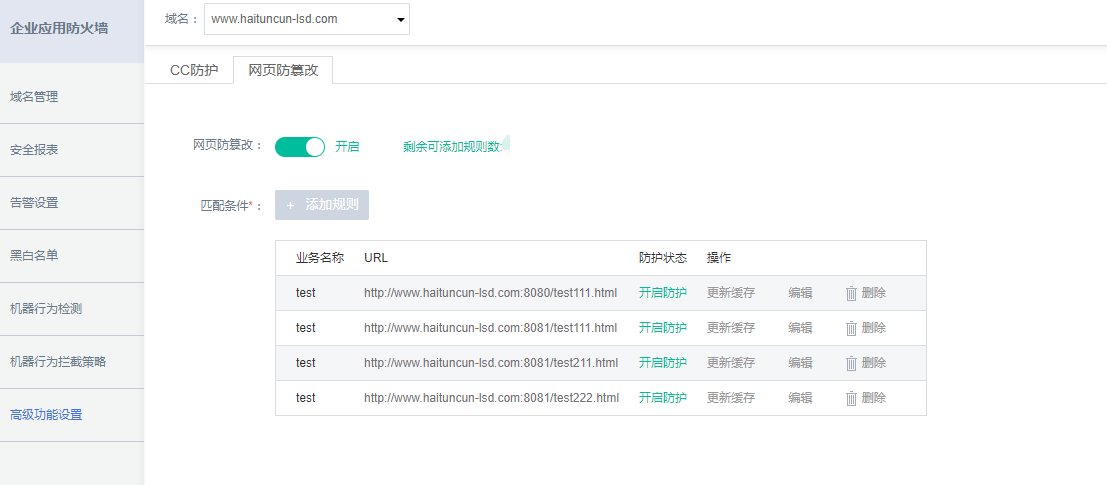 企业应用防火墙
域名：www.haituncun-lsd.com
CC防护 网页防篡改
域名管理
安全报表
告警设置
黑白名单
机器行为检测
机器行为拦截策略
高级功能设置
网页防篡改： 开启 剩余可添加规则数:
匹配条件*： + 添加规则
业务名称 URL 防护状态 操作
test http://www.haituncun-lsd.com:8080/test111.html 开启防护 更新缓存 编辑 删除
test http://www.haituncun-lsd.com:8081/test111.html 开启防护 更新缓存 编辑 删除
test http://www.haituncun-lsd.com:8081/test211.html 开启防护 更新缓存 编辑 删除
test http://www.haituncun-lsd.com:8081/test222.html 开启防护 更新缓存 编辑 删除